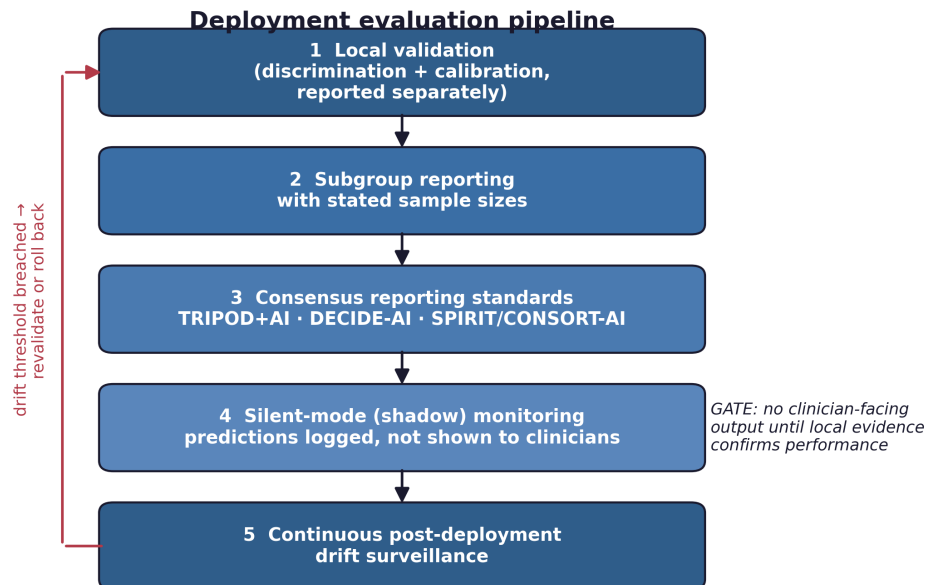 Deployment evaluation pipeline
1 Local validation
(discrimination + calibration,
reported separately)
2 Subgroup reporting
with stated sample sizes
3 Consensus reporting standards
TRIPOD+AI · DECIDE-AI · SPIRIT/CONSORT-AI
4 Silent-mode (shadow) monitoring
predictions logged, not shown to clinicians
GATE: no clinician-facing
output until local evidence
confirms performance
5 Continuous post-deployment
drift surveillance
drift threshold breached →
revalidate or roll back